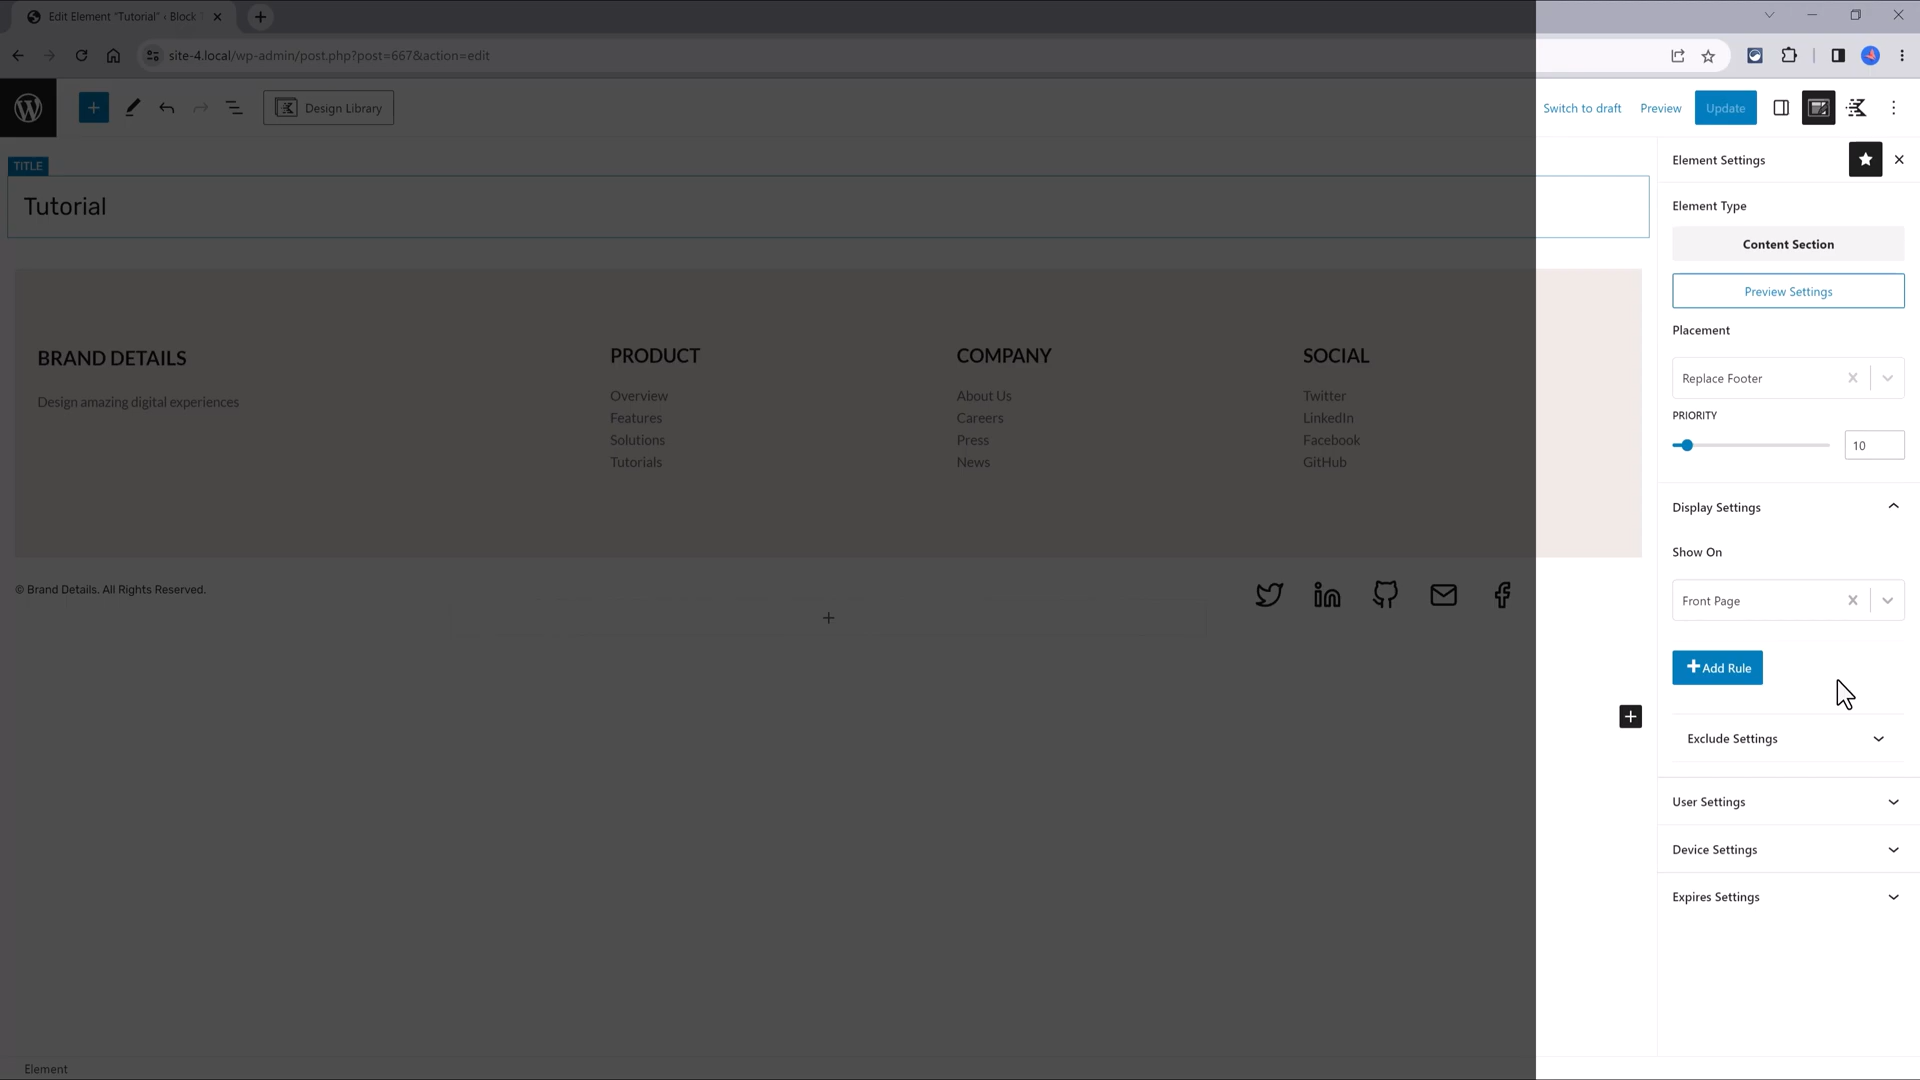 Edit Element "Tutorial" ‹ Block T
site-4.local/wp-admin/post.php?post=667&action=edit
Design Library
Switch to draft
Preview
Update
TITLE
Tutorial
BRAND DETAILS
Design amazing digital experiences
PRODUCT
Overview
Features
Solutions
Tutorials
COMPANY
About Us
Careers
Press
News
SOCIAL
Twitter
LinkedIn
Facebook
GitHub
© Brand Details. All Rights Reserved.
Element
Element Settings
Element Type
Content Section
Preview Settings
Placement
Replace Footer
PRIORITY
10
Display Settings
Show On
Front Page
Add Rule
Exclude Settings
User Settings
Device Settings
Expires Settings